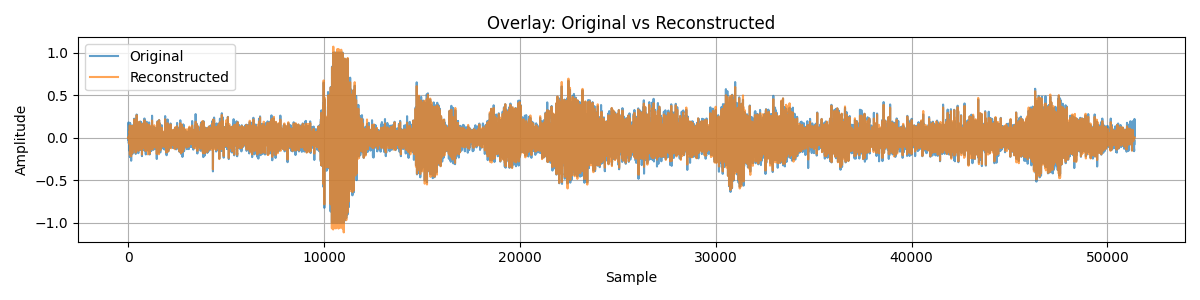 Overlay: Original vs Reconstructed
Original
Reconstructed
Amplitude
1.0
0.5
0.0
−0.5
−1.0
0
10000
20000
30000
40000
50000
Sample